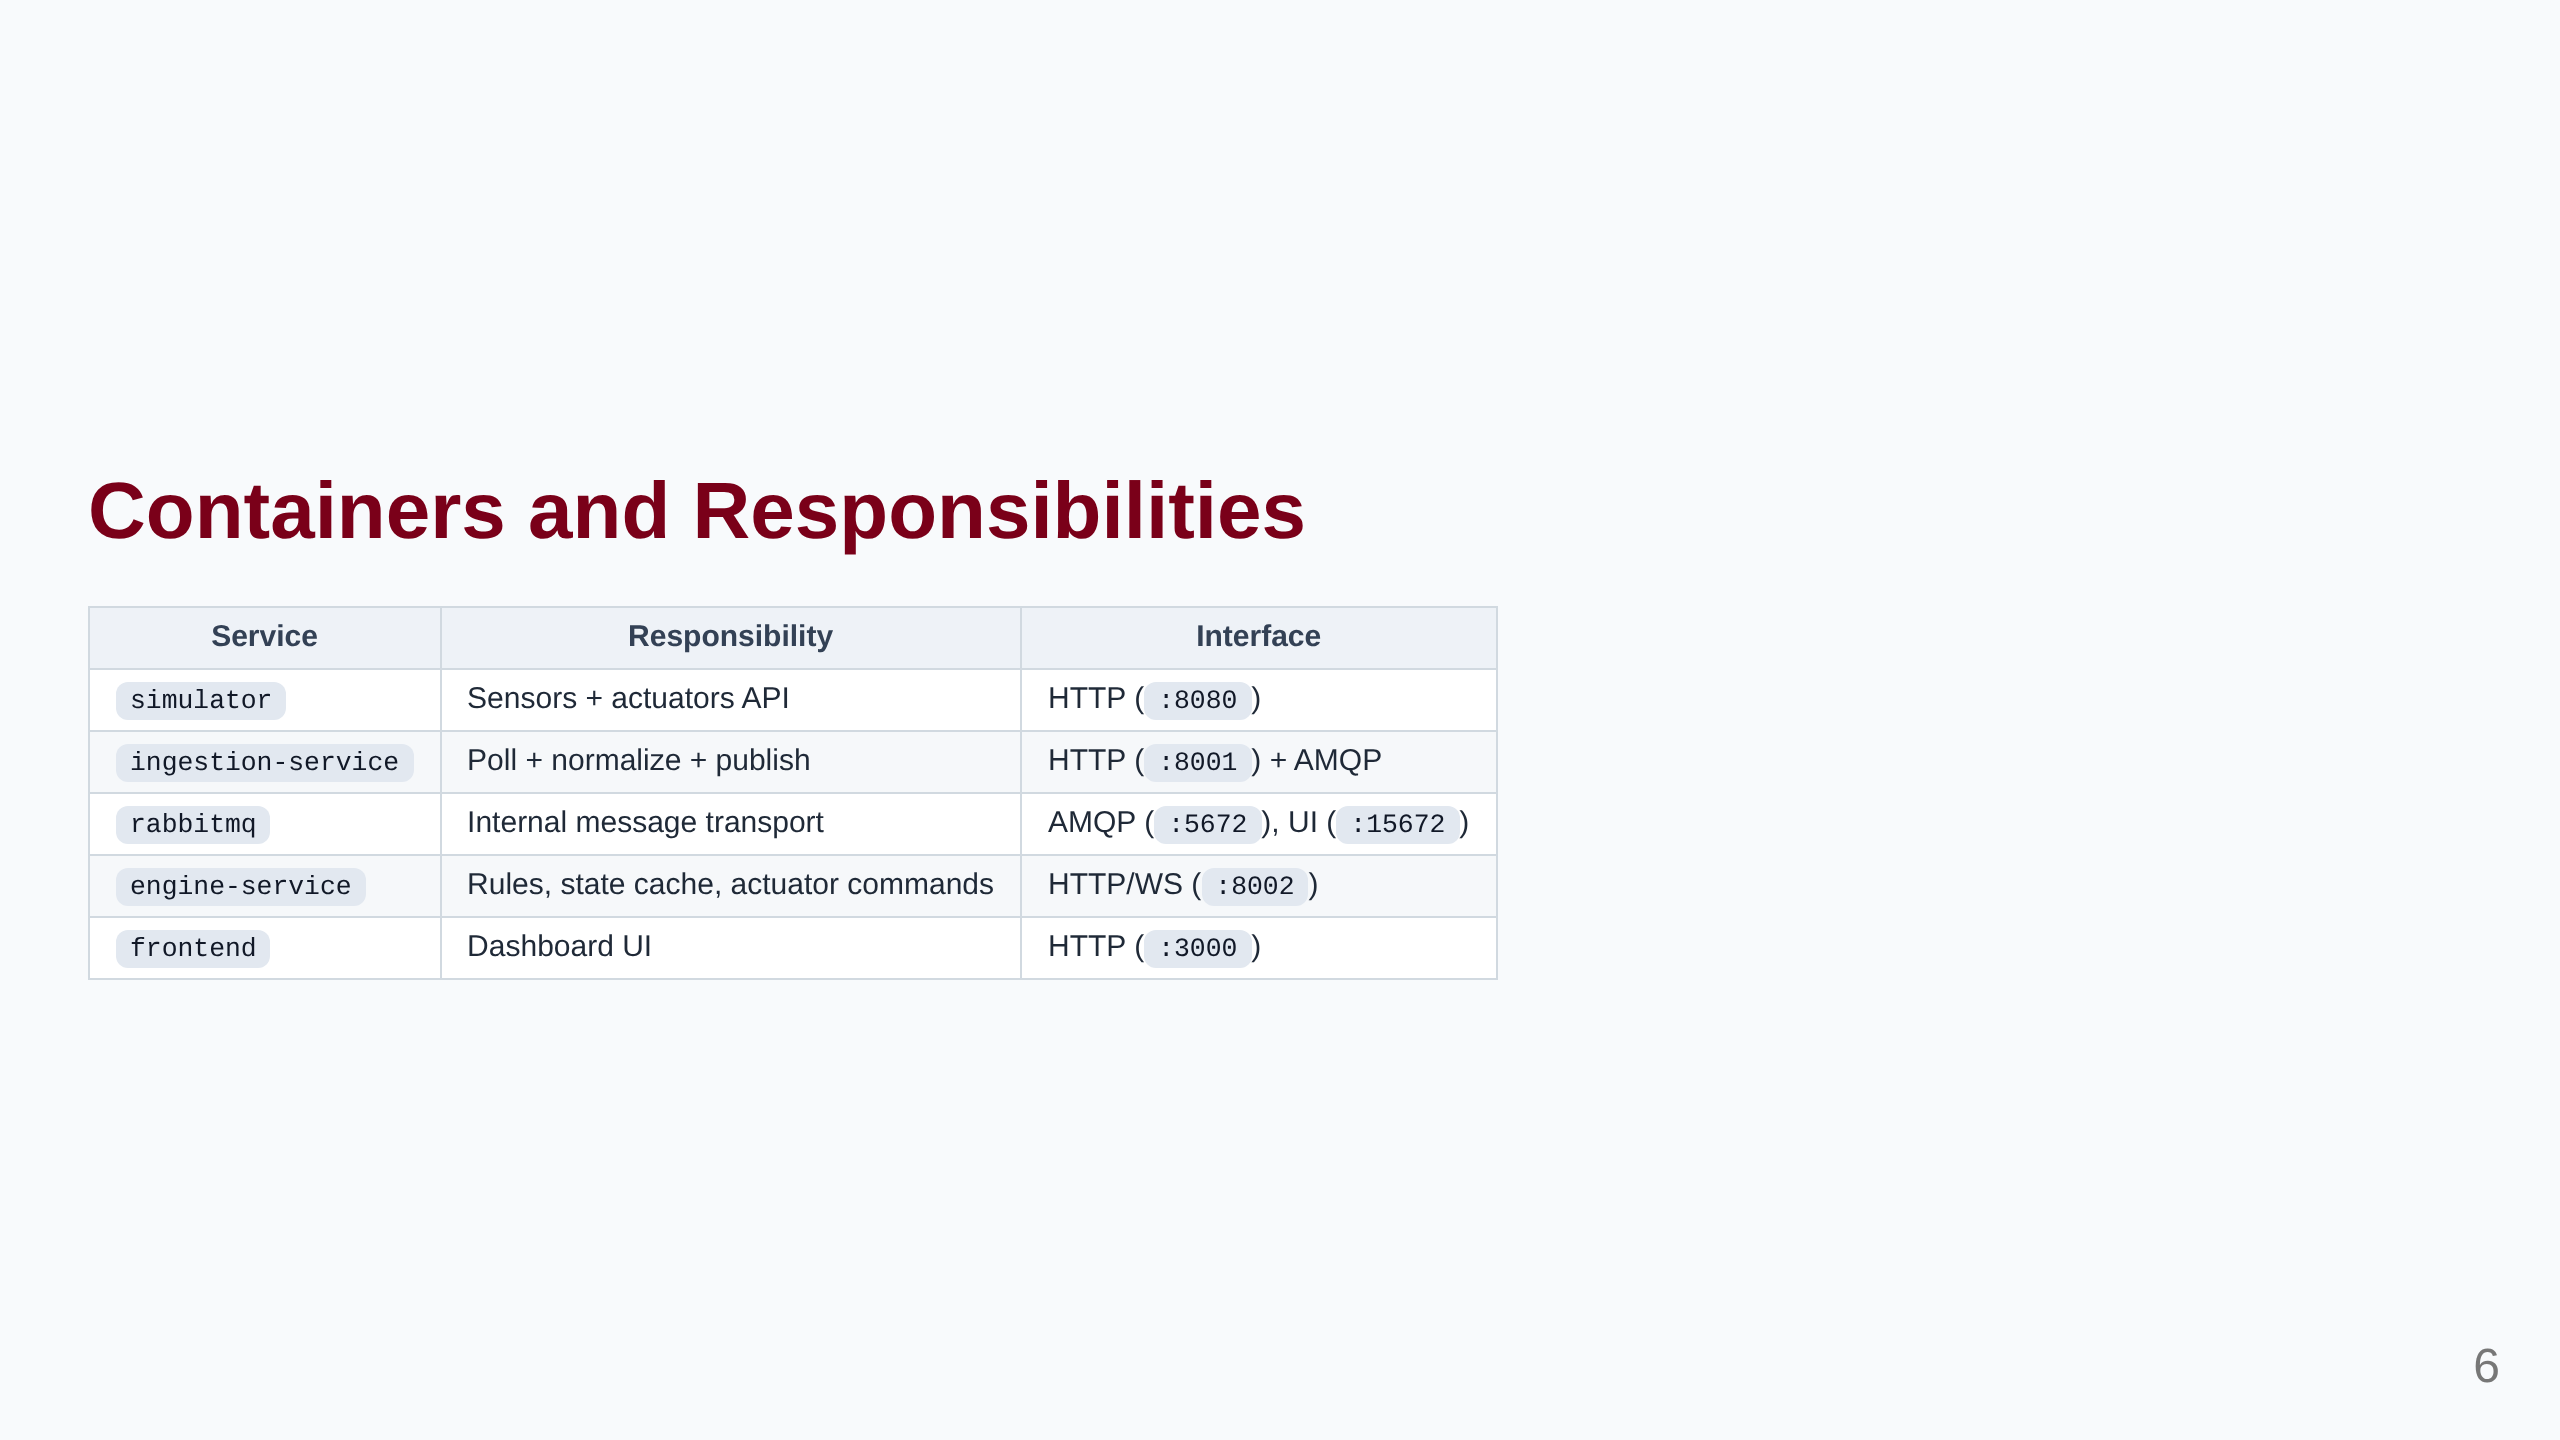 Containers and Responsibilities
Service Responsibility Interface
simulator Sensors + actuators API HTTP ( :8080 )
ingestion-service Poll + normalize + publish HTTP ( :8001 ) + AMQP
rabbitmq Internal message transport AMQP ( :5672 ), UI ( :15672 )
engine-service Rules, state cache, actuator commands HTTP/WS ( :8002 )
frontend Dashboard UI HTTP ( :3000 )
6